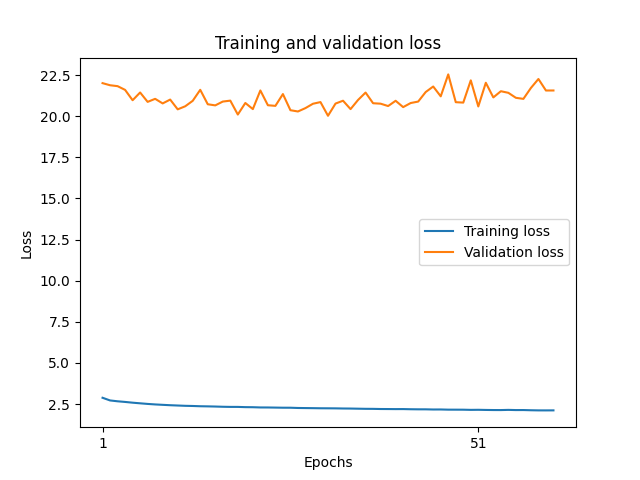 Training and validation loss
22.5
20.0
17.5
15.0
12.5
10.0
7.5
5.0
2.5
Loss
Training loss
Validation loss
1
51
Epochs